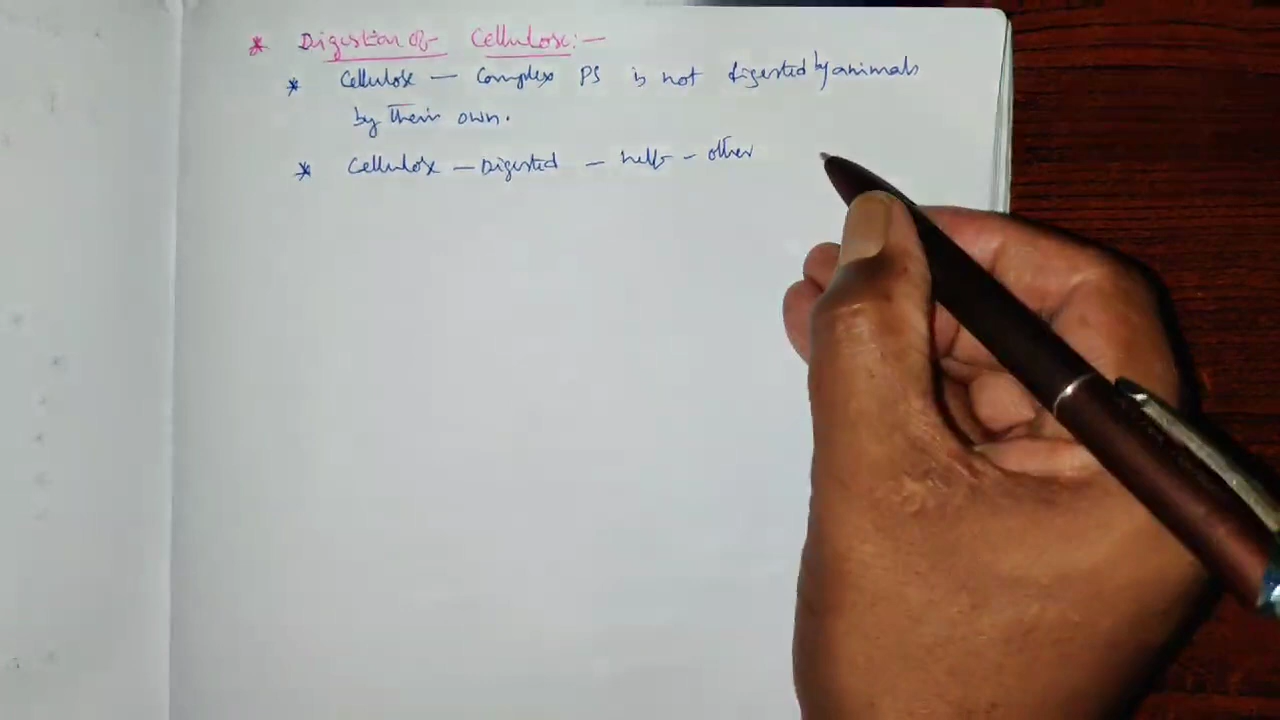 * Digestion of Cellulose:-
* Cellulose — Complex PS is not digested by animals
by their own.
* Cellulose — Digested — help - other